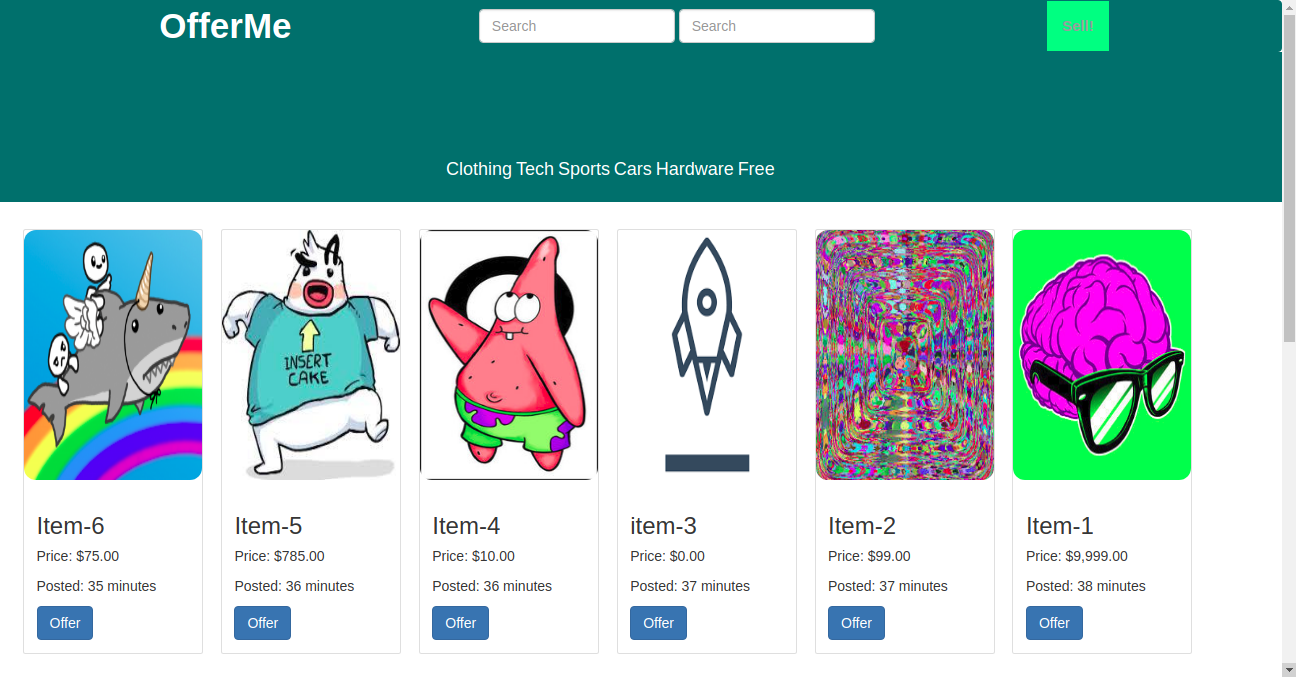 OfferMe Search Search Sell!
Clothing Tech Sports Cars Hardware Free
INSERT
CAKE
Item-6 Item-5 Item-4 item-3 Item-2 Item-1
Price: $75.00 Price: $785.00 Price: $10.00 Price: $0.00 Price: $99.00 Price: $9,999.00
Posted: 35 minutes Posted: 36 minutes Posted: 36 minutes Posted: 37 minutes Posted: 37 minutes Posted: 38 minutes
Offer Offer Offer Offer Offer Offer